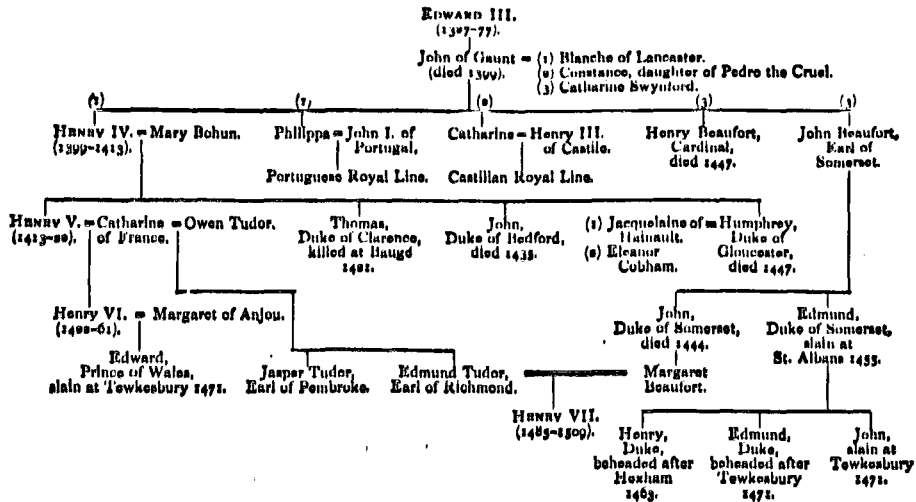 EDWARD III.
(1327-77).
John of Gaunt = (1) Blanche of Lancaster.
(died 1399). (2) Constance, daughter of Pedro the Cruel.
(3) Catharine Swynford.
(1) (1) (2) (3) (3)
HENRY IV. = Mary Bohun. Philippa = John I. of Catharine = Henry III. Henry Beaufort, John Beaufort,
(1399-1413). Portugal. of Castile. Cardinal, Earl of
died 1447. Somerset.
Portuguese Royal Line. Castilian Royal Line.
HENRY V. = Catharine = Owen Tudor. Thomas, John, (1) Jacquelaine of = Humphrey,
(1413-22) of France. Duke of Clarence, Duke of Bedford, Hainault. Duke of
killed at Baugé died 1435. (2) Eleanor Gloucester,
1421. Cobham. died 1447.
Henry VI. = Margaret of Anjou. John, Edmund,
(1422-61). Duke of Somerset, Duke of Somerset,
died 1444. slain at
St. Albans 1455.
Edward,
Prince of Wales, Jasper Tudor, Edmund Tudor, Margaret
slain at Tewkesbury 1471. Earl of Pembroke. Earl of Richmond. Beaufort.
HENRY VII.
(1485-1509).
Henry, Edmund, John,
Duke, Duke, slain at
beheaded after beheaded after Tewkesbury
Hexham Tewkesbury 1471.
1463. 1471.